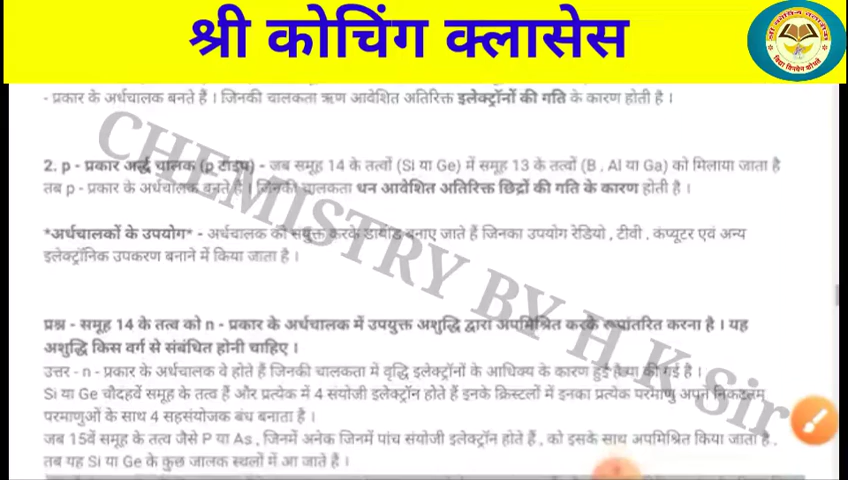 श्री कोचिंग क्लासेस
- प्रकार के अर्धचालक बनते हैं । जिनकी चालकता ऋण आवेशित अतिरिक्त इलेक्ट्रॉनों की गति के कारण होती है ।
2. p - प्रकार अर्द्ध चालक (p टाइप) - जब समूह 14 के तत्वों (Si या Ge) में समूह 13 के तत्वों (B , Al या Ga) को मिलाया जाता है
तब p - प्रकार के अर्धचालक बनते है । जिनकी चालकता धन आवेशित अतिरिक्त छिद्रों की गति के कारण होती है ।
*अर्धचालकों के उपयोग* - अर्धचालक को संयुक्त करके डायोड बनाए जाते हैं जिनका उपयोग रेडियो , टीवी , कंप्यूटर एवं अन्य
इलेक्ट्रॉनिक उपकरण बनाने में किया जाता है ।
प्रश्न - समूह 14 के तत्व को n - प्रकार के अर्धचालक में उपयुक्त अशुद्धि द्वारा अपमिश्रित करके रूपांतरित करना है । यह
अशुद्धि किस वर्ग से संबंधित होनी चाहिए ।
उत्तर - n - प्रकार के अर्धचालक वे होते हैं जिनकी चालकता में वृद्धि इलेक्ट्रॉनों के आधिक्य के कारण हुई है या की गई है ।
Si या Ge चौदहवें समूह के तत्व हैं और प्रत्येक में 4 संयोजी इलेक्ट्रॉन होते हैं इनके क्रिस्टलों में इनका प्रत्येक परमाणु अपने निकटतम
परमाणुओं के साथ 4 सहसंयोजक बंध बनाता है ।
जब 15वें समूह के तत्व जैसे P या As , जिनमें अनेक जिनमें पांच संयोजी इलेक्ट्रॉन होते हैं , को इसके साथ अपमिश्रित किया जाता है ,
तब यह Si या Ge के कुछ जालक स्थलों में आ जाते है ।
CHEMISTRY BY H K Sir